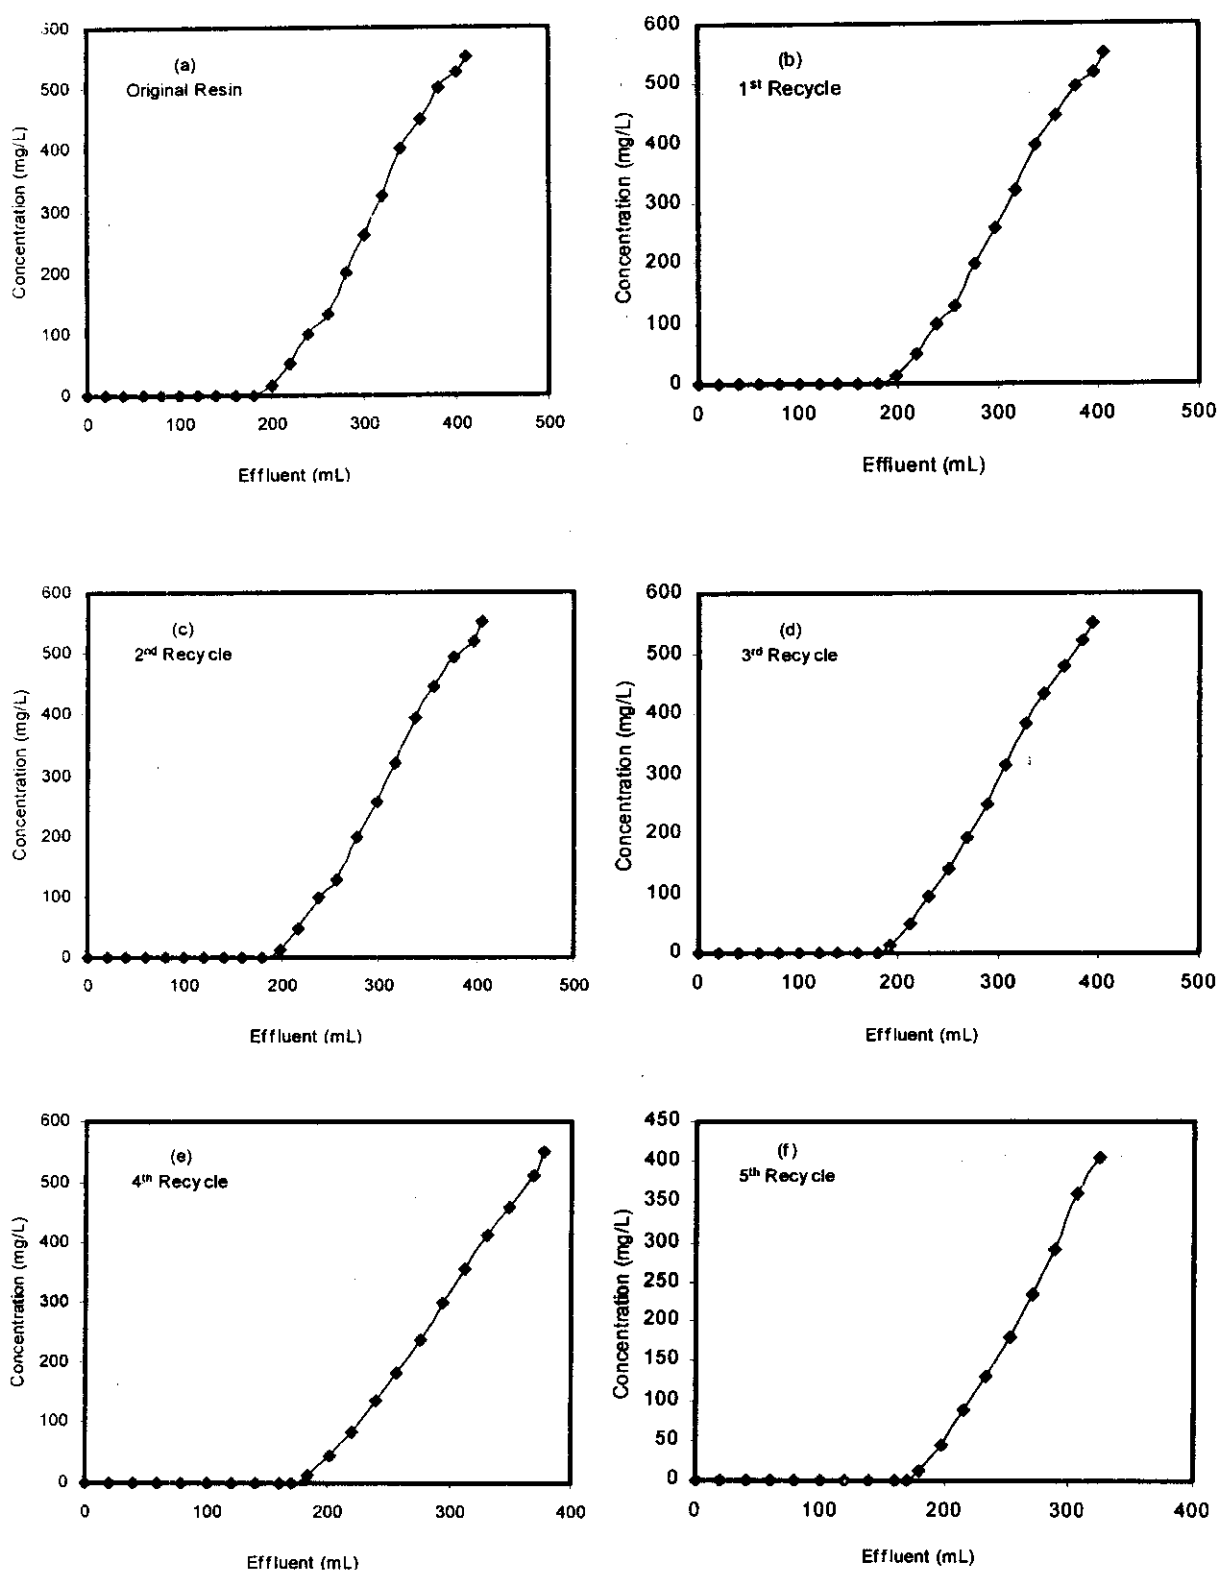 600
500
400
300
200
100
0
(a)
Original Resin
Concentration (mg/L)
0 100 200 300 400 500
Effluent (mL)
600
500
400
300
200
100
0
(b)
1st Recycle
Concentration (mg/L)
0 100 200 300 400 500
Effluent (mL)
600
500
400
300
200
100
0
(c)
2nd Recycle
Concentration (mg/L)
0 100 200 300 400 500
Effluent (mL)
600
500
400
300
200
100
0
(d)
3rd Recycle
Concentration (mg/L)
0 100 200 300 400 500
Effluent (mL)
600
500
400
300
200
100
0
(e)
4th Recycle
Concentration (mg/L)
0 100 200 300 400
Effluent (mL)
450
400
350
300
250
200
150
100
50
0
(f)
5th Recycle
Concentration (mg/L)
0 100 200 300 400
Effluent (mL)